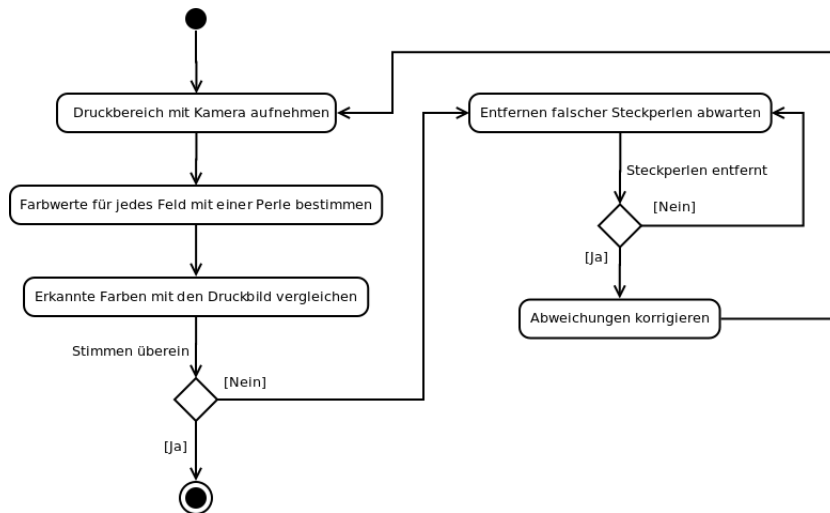 Druckbereich mit Kamera aufnehmen
Farbwerte für jedes Feld mit einer Perle bestimmen
Erkannte Farben mit den Druckbild vergleichen
Stimmen überein
[Nein]
[Ja]
Entfernen falscher Steckperlen abwarten
Steckperlen entfernt
[Nein]
[Ja]
Abweichungen korrigieren